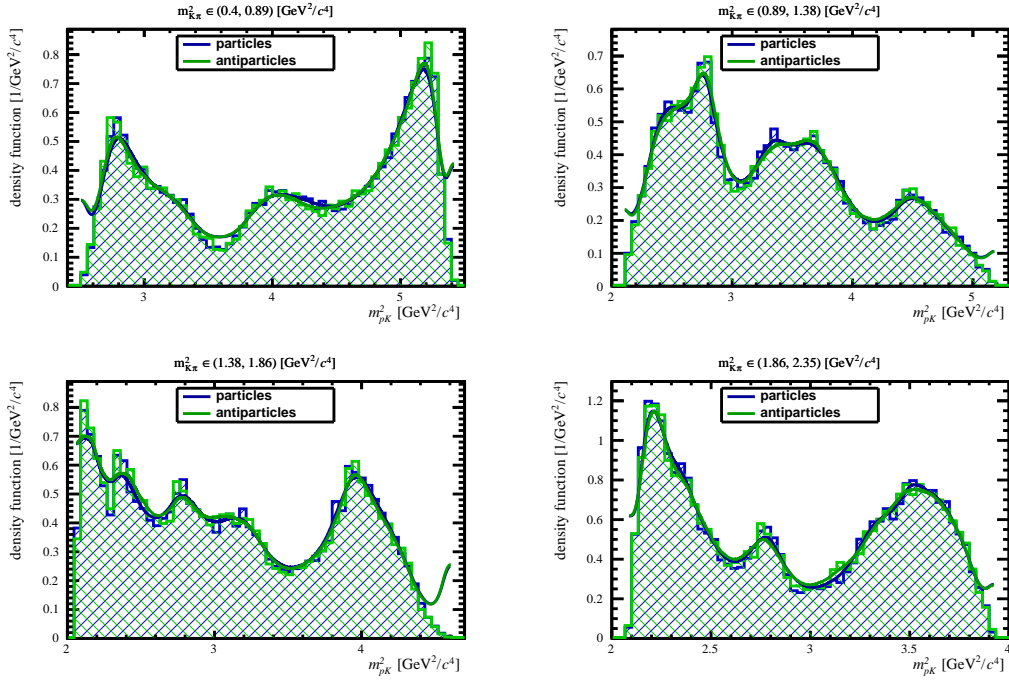 m²Kπ ∈ (0.4, 0.89) [GeV²/c⁴]
density function [1/GeV²/c⁴]
particles
antiparticles
0.8
0.7
0.6
0.5
0.4
0.3
0.2
0.1
0
3 4 5
m²pK [GeV²/c⁴]
m²Kπ ∈ (0.89, 1.38) [GeV²/c⁴]
density function [1/GeV²/c⁴]
particles
antiparticles
0.7
0.6
0.5
0.4
0.3
0.2
0.1
0
2 3 4 5
m²pK [GeV²/c⁴]
m²Kπ ∈ (1.38, 1.86) [GeV²/c⁴]
density function [1/GeV²/c⁴]
particles
antiparticles
0.8
0.7
0.6
0.5
0.4
0.3
0.2
0.1
0
2 3 4
m²pK [GeV²/c⁴]
m²Kπ ∈ (1.86, 2.35) [GeV²/c⁴]
density function [1/GeV²/c⁴]
particles
antiparticles
1.2
1
0.8
0.6
0.4
0.2
0
2 2.5 3 3.5 4
m²pK [GeV²/c⁴]